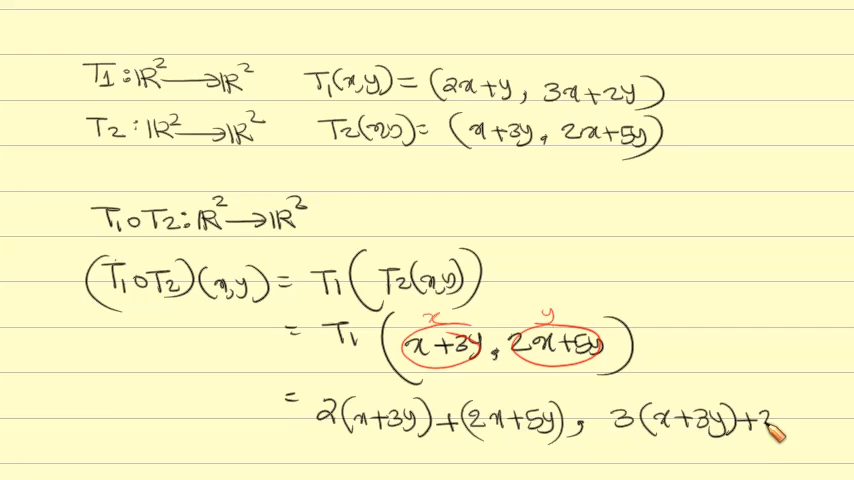 T1 : ℝ² → ℝ² T₁(x,y) = (2x+y, 3x+2y)
T2 : ℝ² → ℝ² T2(x,y) = (x+3y, 2x+5y)
T₁∘T2 : ℝ² → ℝ²
(T₁∘T2)(x,y) = T₁(T2(x,y))
x y
= T₁(x+3y, 2x+5y)
= 2(x+3y)+(2x+5y), 3(x+3y)+2